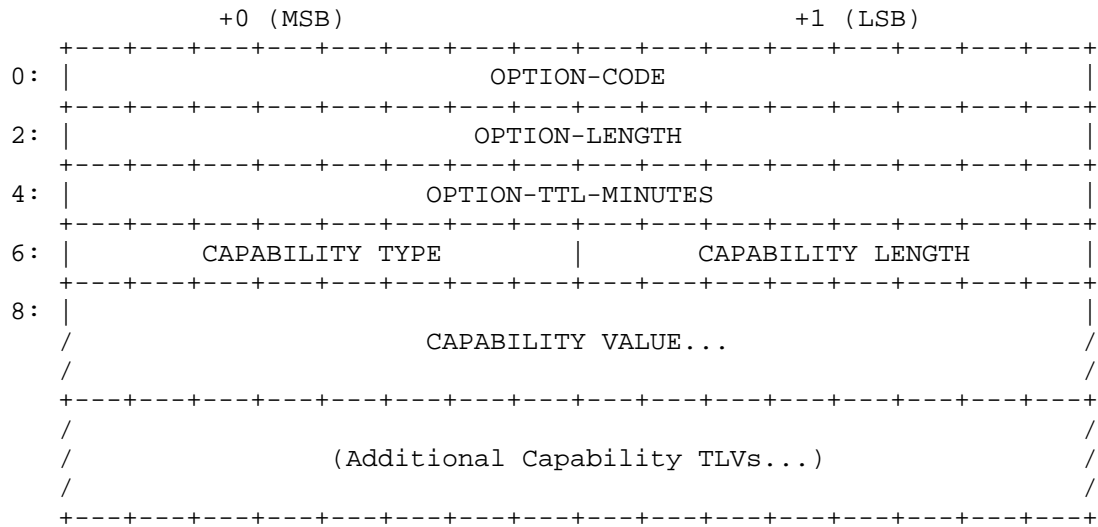 +0 (MSB) +1 (LSB)
+---+---+---+---+---+---+---+---+---+---+---+---+---+---+---+---+
0: | OPTION-CODE |
+---+---+---+---+---+---+---+---+---+---+---+---+---+---+---+---+
2: | OPTION-LENGTH |
+---+---+---+---+---+---+---+---+---+---+---+---+---+---+---+---+
4: | OPTION-TTL-MINUTES |
+---+---+---+---+---+---+---+---+---+---+---+---+---+---+---+---+
6: | CAPABILITY TYPE | CAPABILITY LENGTH |
+---+---+---+---+---+---+---+---+---+---+---+---+---+---+---+---+
8: | |
/ CAPABILITY VALUE... /
/ /
+---+---+---+---+---+---+---+---+---+---+---+---+---+---+---+---+
/ /
/ (Additional Capability TLVs...) /
/ /
+---+---+---+---+---+---+---+---+---+---+---+---+---+---+---+---+